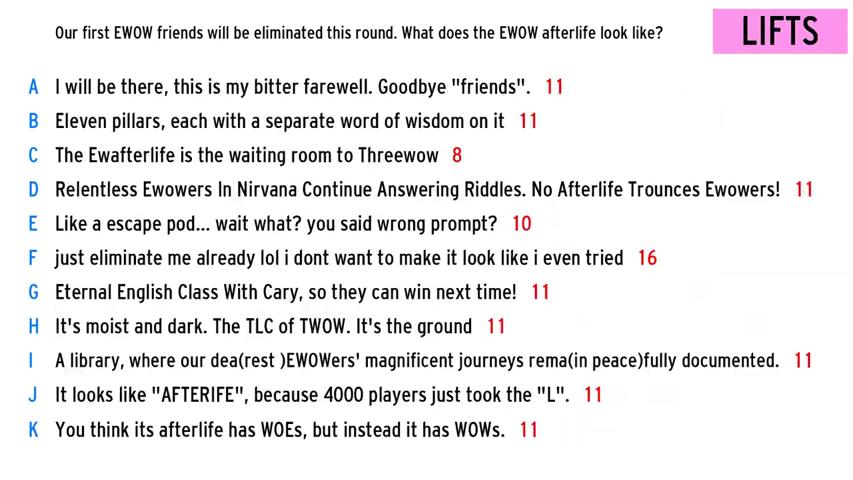 Our first EWOW friends will be eliminated this round. What does the EWOW afterlife look like?
LIFTS
A I will be there, this is my bitter farewell. Goodbye "friends". 11
B Eleven pillars, each with a separate word of wisdom on it 11
C The Ewafterlife is the waiting room to Threewow 8
D Relentless Ewowers In Nirvana Continue Answering Riddles. No Afterlife Trounces Ewowers! 11
E Like a escape pod... wait what? you said wrong prompt? 10
F just eliminate me already lol i dont want to make it look like i even tried 16
G Eternal English Class With Cary, so they can win next time! 11
H It's moist and dark. The TLC of TWOW. It's the ground 11
I A library, where our dea(rest )EWOWers' magnificent journeys rema(in peace)fully documented. 11
J It looks like "AFTERIFE", because 4000 players just took the "L". 11
K You think its afterlife has WOEs, but instead it has WOWs. 11